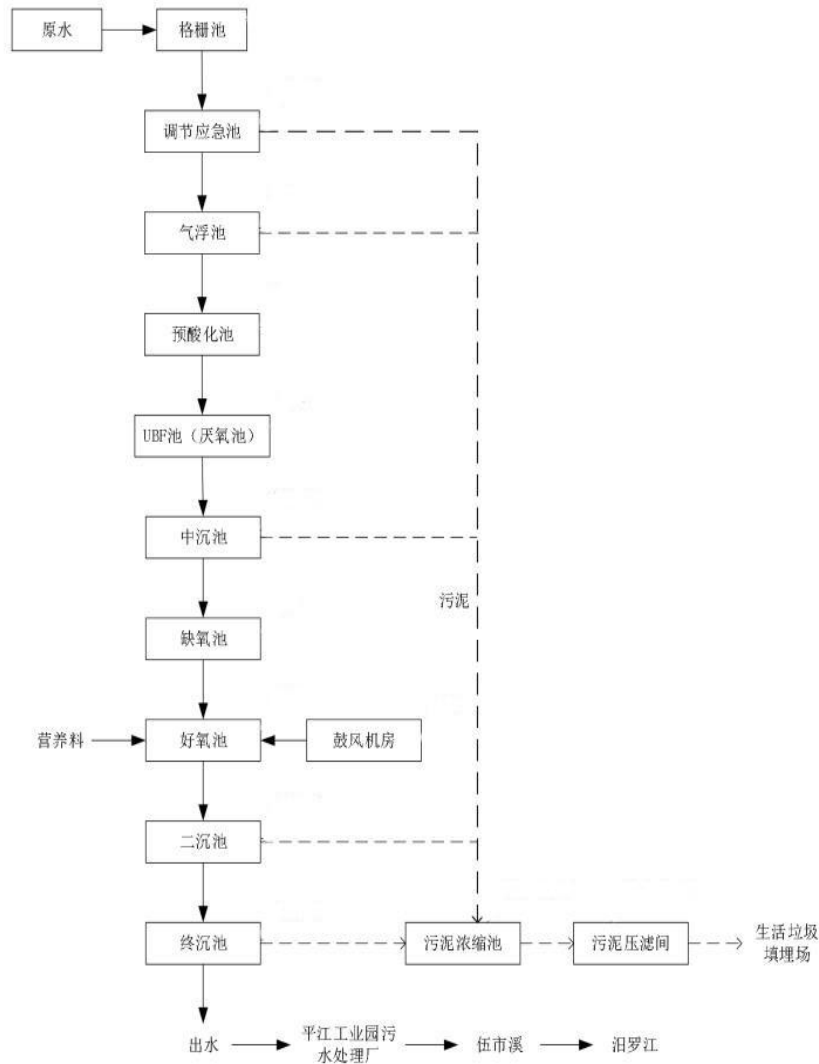 原水
格栅池
调节应急池
气浮池
预酸化池
UBF池（厌氧池）
中沉池
污泥
缺氧池
营养料
好氧池
鼓风机房
二沉池
终沉池
污泥浓缩池
污泥压滤间
生活垃圾
填埋场
出水
平江工业园污
水处理厂
伍市溪
汨罗江